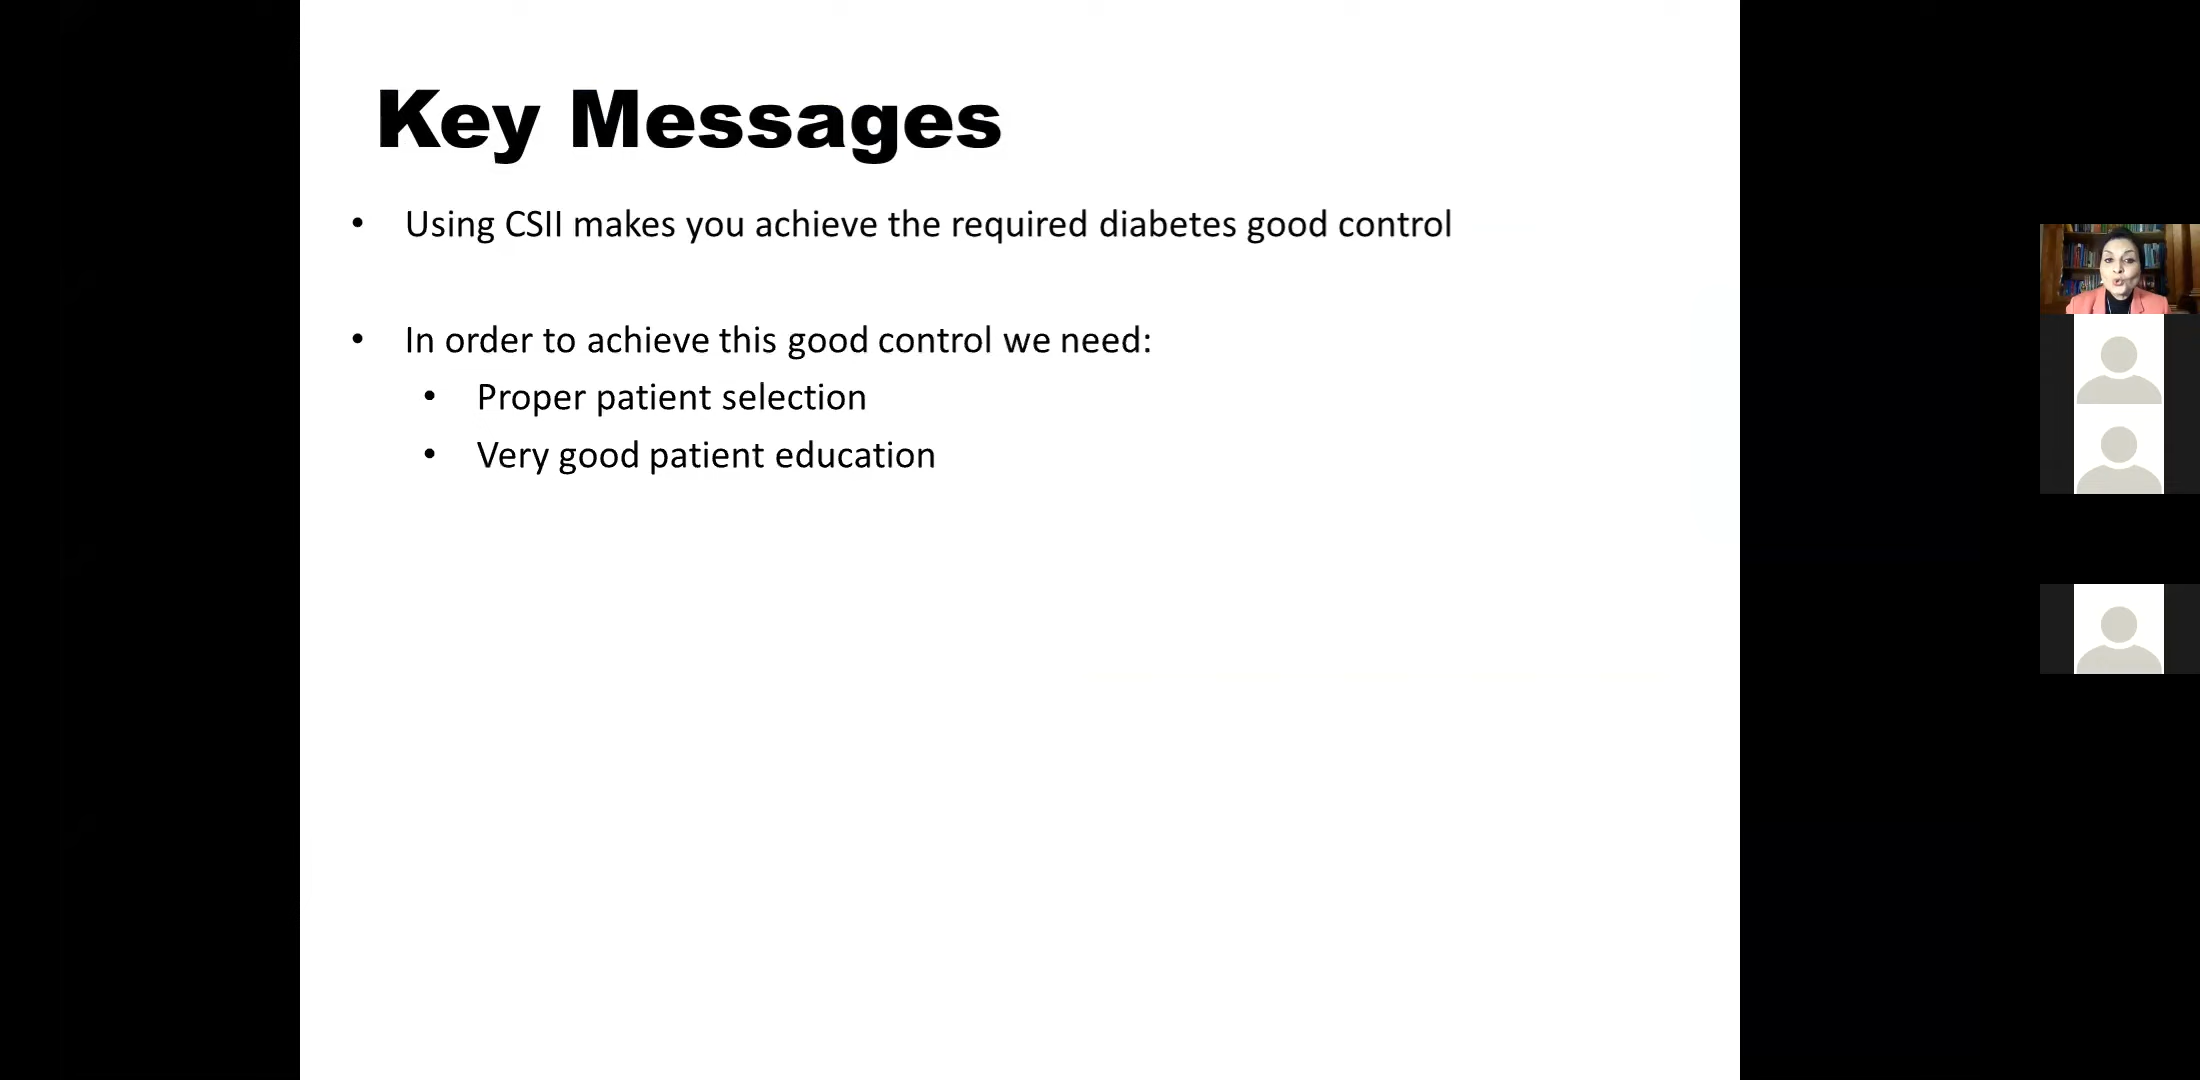 Key Messages
• Using CSII makes you achieve the required diabetes good control
• In order to achieve this good control we need:
• Proper patient selection
• Very good patient education